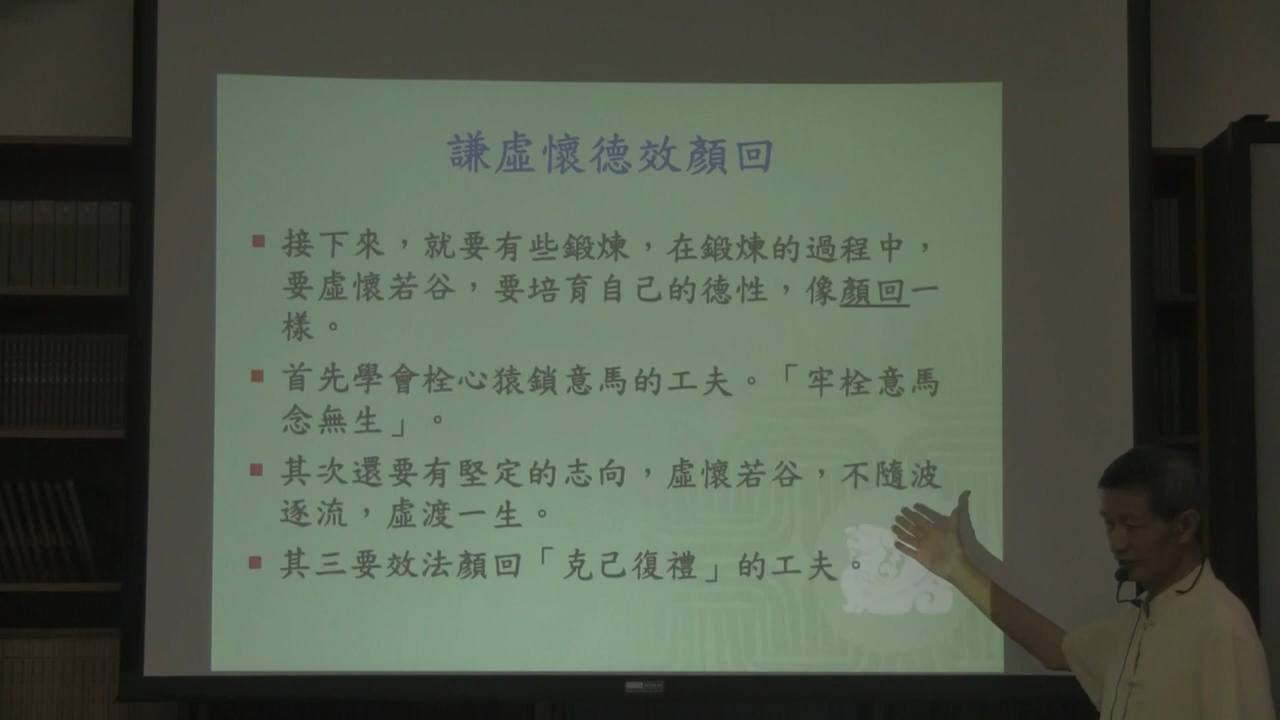 謙虛懷德效顏回
接下來，就要有些鍛煉，在鍛煉的過程中，
要虛懷若谷，要培育自己的德性，像顏回一
樣。
首先學會栓心猿鎖意馬的工夫。「牢栓意馬
念無生」。
其次還要有堅定的志向，虛懷若谷，不隨波
逐流，虛渡一生。
其三要效法顏回「克己復禮」的工夫。